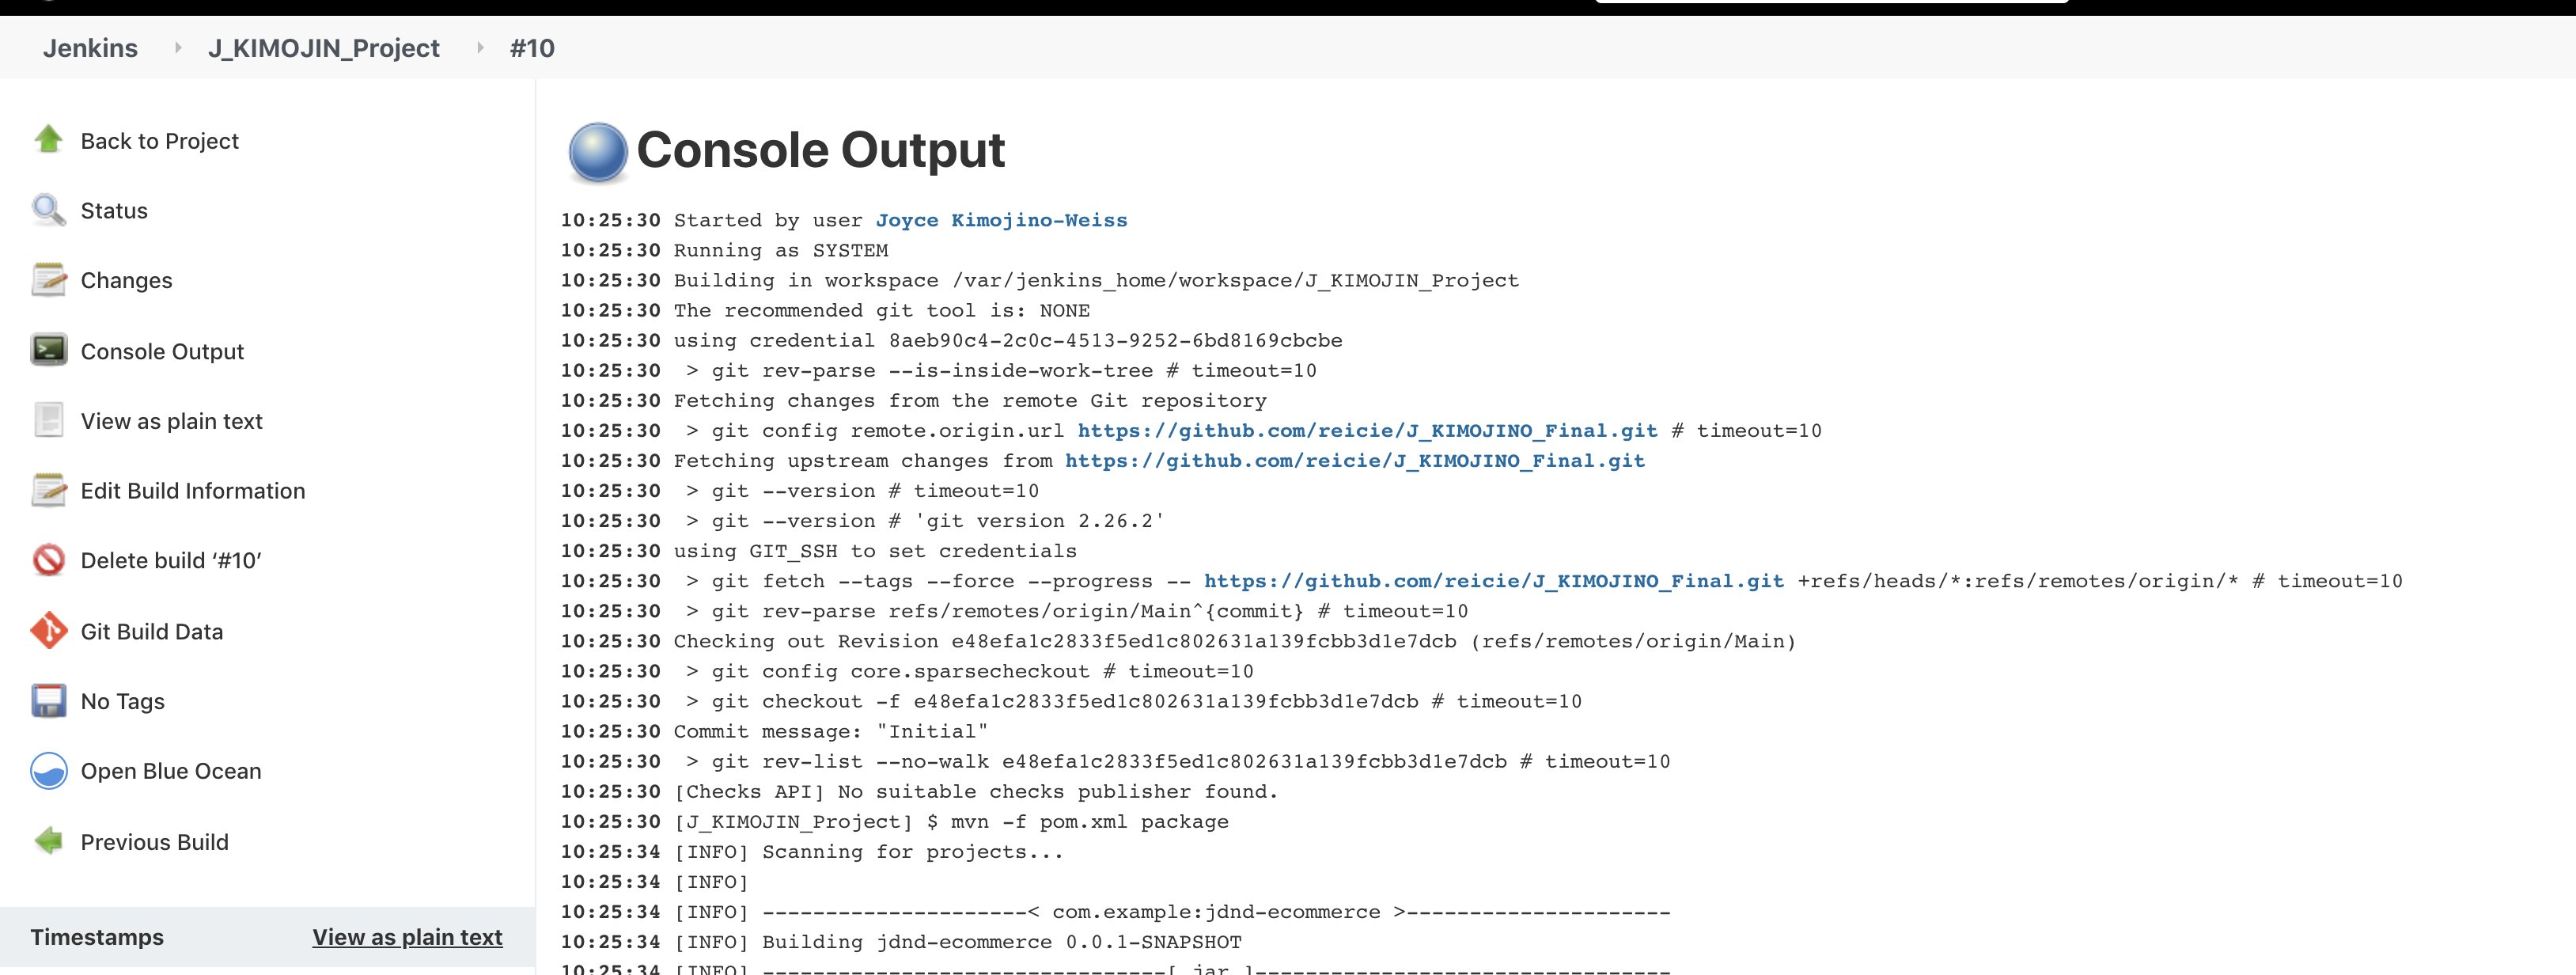 Jenkins J_KIMOJIN_Project #10
Back to Project
Status
Changes
Console Output
View as plain text
Edit Build Information
Delete build ‘#10’
Git Build Data
No Tags
Open Blue Ocean
Previous Build
Timestamps View as plain text
Console Output
10:25:30 Started by user Joyce Kimojino-Weiss
10:25:30 Running as SYSTEM
10:25:30 Building in workspace /var/jenkins_home/workspace/J_KIMOJIN_Project
10:25:30 The recommended git tool is: NONE
10:25:30 using credential 8aeb90c4-2c0c-4513-9252-6bd8169cbcbe
10:25:30  > git rev-parse --is-inside-work-tree # timeout=10
10:25:30 Fetching changes from the remote Git repository
10:25:30  > git config remote.origin.url https://github.com/reicie/J_KIMOJINO_Final.git # timeout=10
10:25:30 Fetching upstream changes from https://github.com/reicie/J_KIMOJINO_Final.git
10:25:30  > git --version # timeout=10
10:25:30  > git --version # 'git version 2.26.2'
10:25:30 using GIT_SSH to set credentials
10:25:30  > git fetch --tags --force --progress -- https://github.com/reicie/J_KIMOJINO_Final.git +refs/heads/*:refs/remotes/origin/* # timeout=10
10:25:30  > git rev-parse refs/remotes/origin/Main^{commit} # timeout=10
10:25:30 Checking out Revision e48efa1c2833f5ed1c802631a139fcbb3d1e7dcb (refs/remotes/origin/Main)
10:25:30  > git config core.sparsecheckout # timeout=10
10:25:30  > git checkout -f e48efa1c2833f5ed1c802631a139fcbb3d1e7dcb # timeout=10
10:25:30 Commit message: "Initial"
10:25:30  > git rev-list --no-walk e48efa1c2833f5ed1c802631a139fcbb3d1e7dcb # timeout=10
10:25:30 [Checks API] No suitable checks publisher found.
10:25:30 [J_KIMOJIN_Project] $ mvn -f pom.xml package
10:25:34 [INFO] Scanning for projects...
10:25:34 [INFO]
10:25:34 [INFO] ---------------------< com.example:jdnd-ecommerce >---------------------
10:25:34 [INFO] Building jdnd-ecommerce 0.0.1-SNAPSHOT
10:25:34 [INFO] --------------------------------[ jar ]---------------------------------